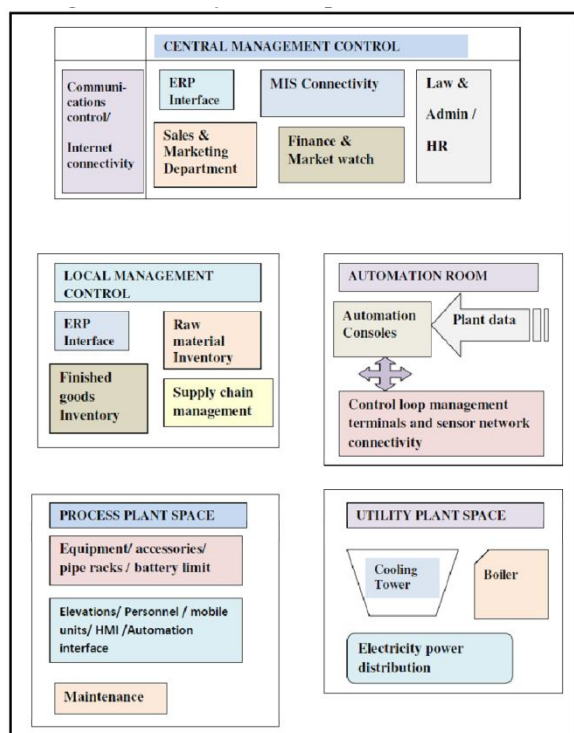 CENTRAL MANAGEMENT CONTROL
Communi-
cations
control/
Internet
connectivity
ERP
Interface
MIS Connectivity
Law &
Admin /
HR
Sales &
Marketing
Department
Finance &
Market watch
LOCAL MANAGEMENT
CONTROL
ERP
Interface
Raw
material
Inventory
Finished
goods
Inventory
Supply chain
management
AUTOMATION ROOM
Automation
Consoles
Plant data
Control loop management
terminals and sensor network
connectivity
PROCESS PLANT SPACE
Equipment/ accessories/
pipe racks / battery limit
Elevations/ Personnel / mobile
units/ HMI /Automation
interface
Maintenance
UTILITY PLANT SPACE
Cooling
Tower
Boiler
Electricity power
distribution